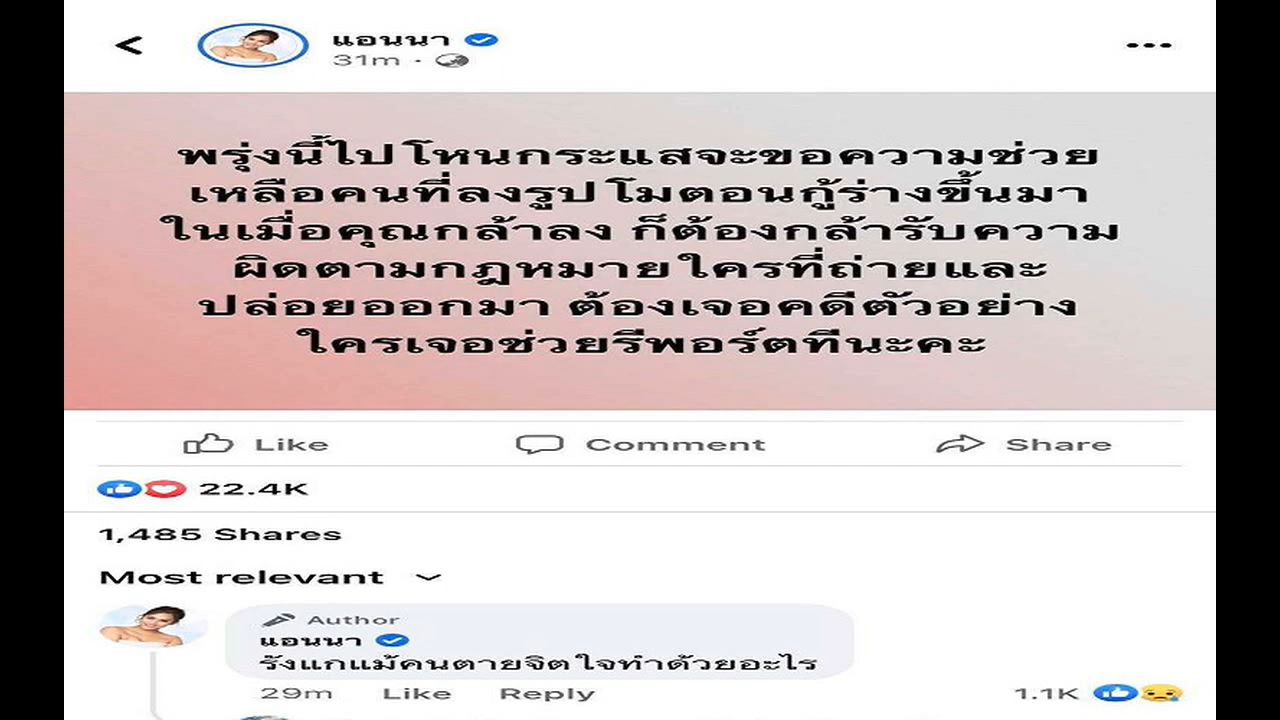 แอนนา
31m ·
พรุ่งนี้ไปโหนกระแสจะขอความช่วย
เหลือคนที่ลงรูปโมตอนกู้ร่างขึ้นมา
ในเมื่อคุณกล้าลง ก็ต้องกล้ารับความ
ผิดตามกฎหมายใครที่ถ่ายและ
ปล่อยออกมา ต้องเจอคดีตัวอย่าง
ใครเจอช่วยรีพอร์ตทีนะคะ
Like Comment Share
22.4K
1,485 Shares
Most relevant
Author
แอนนา
รังแกแม้คนตายจิตใจทำด้วยอะไร
29m Like Reply 1.1K